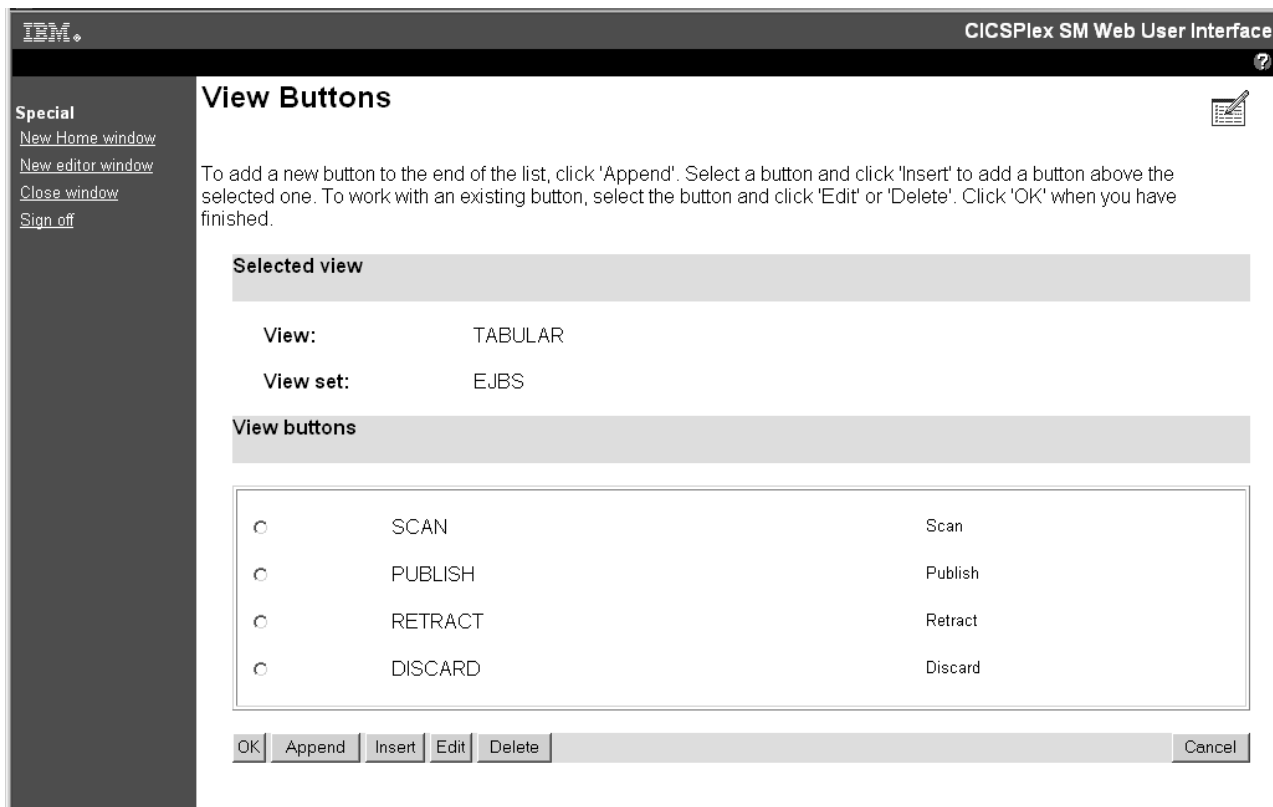 IBM.
CICSPlex SM Web User Interface
?
Special
New Home window
New editor window
Close window
Sign off
View Buttons
To add a new button to the end of the list, click 'Append'. Select a button and click 'Insert' to add a button above the
selected one. To work with an existing button, select the button and click 'Edit' or 'Delete'. Click 'OK' when you have
finished.
Selected view
View: TABULAR
View set: EJBS
View buttons
SCAN Scan
PUBLISH Publish
RETRACT Retract
DISCARD Discard
OK Append Insert Edit Delete Cancel